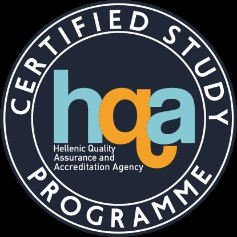 CERTIFIED STUDY
hqa
Hellenic Quality
Assurance and
Accreditation Agency
PROGRAMME